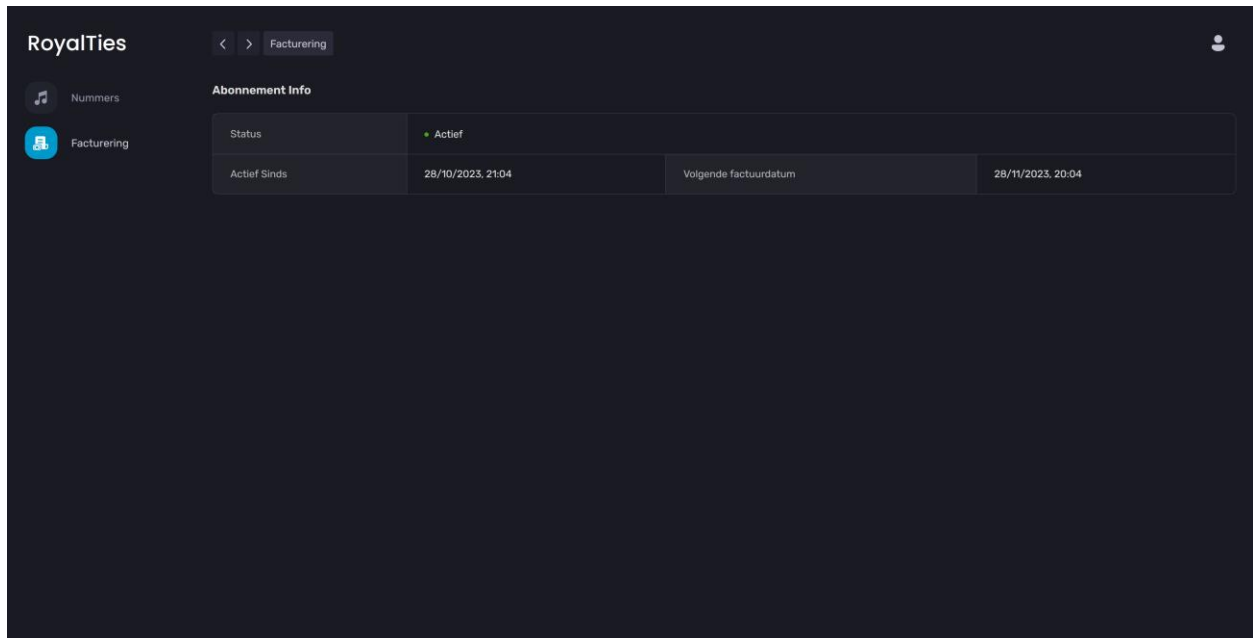 RoyalTies
Facturering
Nummers
Facturering
Abonnement Info
Status
Actief
Actief Sinds
28/10/2023, 21:04
Volgende factuurdatum
28/11/2023, 20:04